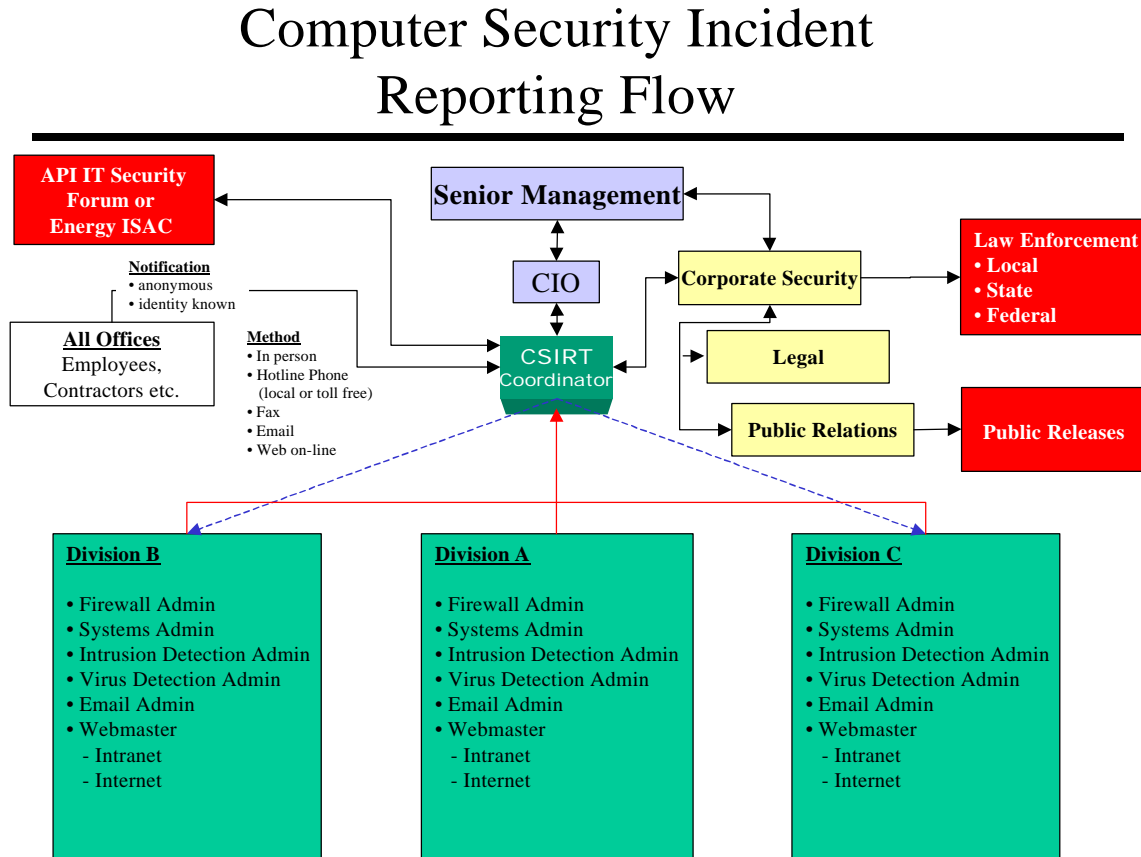 Computer Security Incident
Reporting Flow
API IT Security
Forum or
Energy ISAC
Senior Management
Law Enforcement
• Local
• State
• Federal
Notification
• anonymous
• identity known
CIO
Corporate Security
All Offices
Employees,
Contractors etc.
Method
• In person
• Hotline Phone
(local or toll free)
• Fax
• Email
• Web on-line
CSIRT
Coordinator
Legal
Public Relations
Public Releases
Division B
• Firewall Admin
• Systems Admin
• Intrusion Detection Admin
• Virus Detection Admin
• Email Admin
• Webmaster
- Intranet
- Internet
Division A
• Firewall Admin
• Systems Admin
• Intrusion Detection Admin
• Virus Detection Admin
• Email Admin
• Webmaster
- Intranet
- Internet
Division C
• Firewall Admin
• Systems Admin
• Intrusion Detection Admin
• Virus Detection Admin
• Email Admin
• Webmaster
- Intranet
- Internet